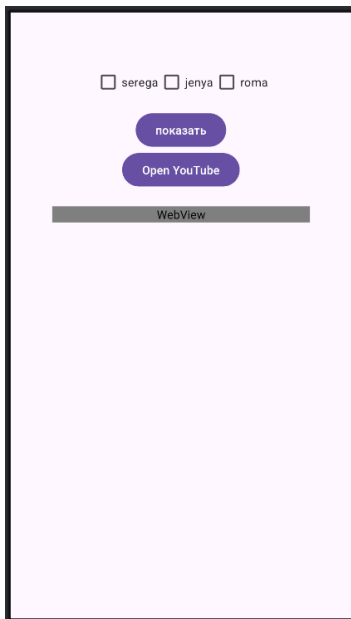 serega jenya roma
показать
Open YouTube
WebView